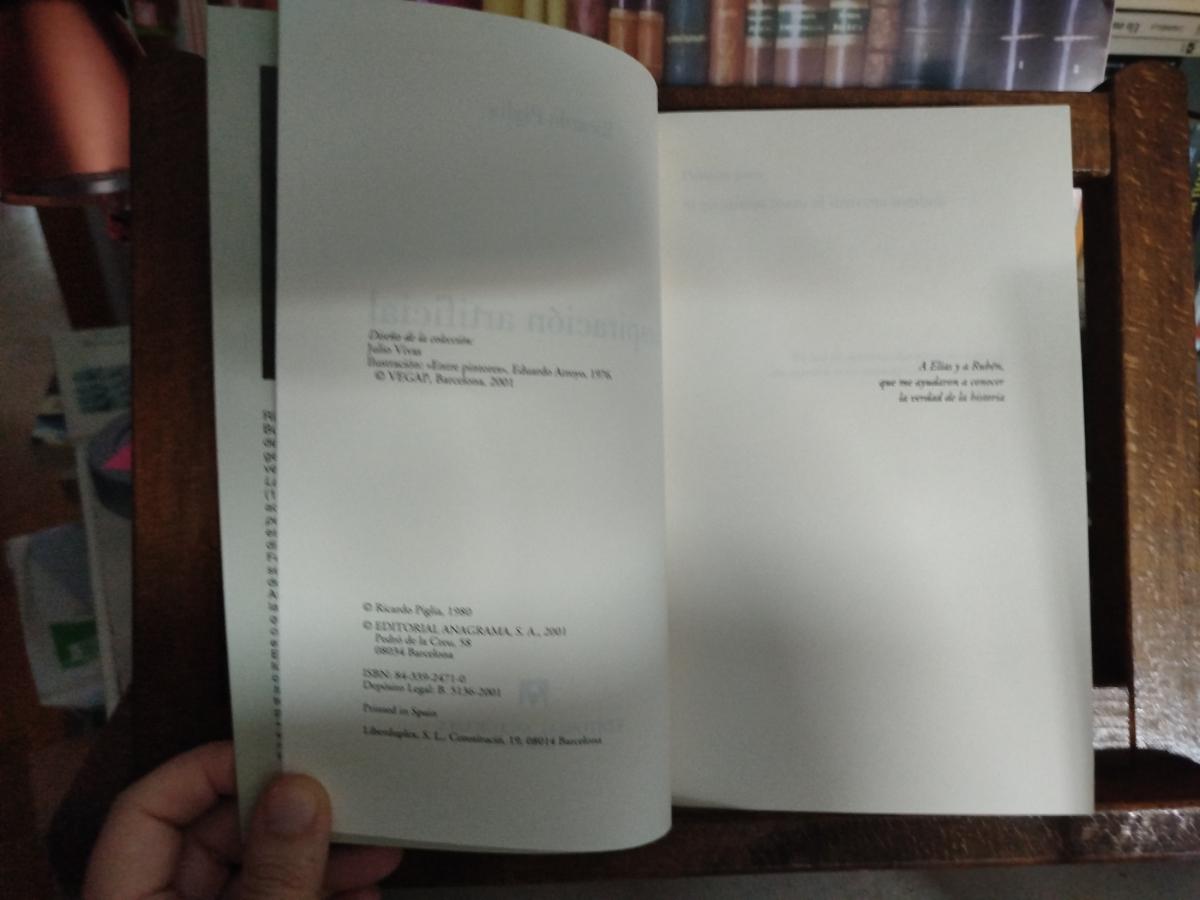 Diseño de la colección:
Julio Vivas
Ilustración: «Entre pintores», Eduardo Arroyo, 1976,
© VEGAP, Barcelona, 2001
© Ricardo Piglia, 1980
© EDITORIAL ANAGRAMA, S. A., 2001
Pedró de la Creu, 58
08034 Barcelona
ISBN: 84-339-2471-0
Depósito Legal: B. 5136-2001
Printed in Spain
Liberduplex, S. L., Constitució, 19, 08014 Barcelona
A Elías y a Rubén,
que me ayudaron a conocer
la verdad de la historia